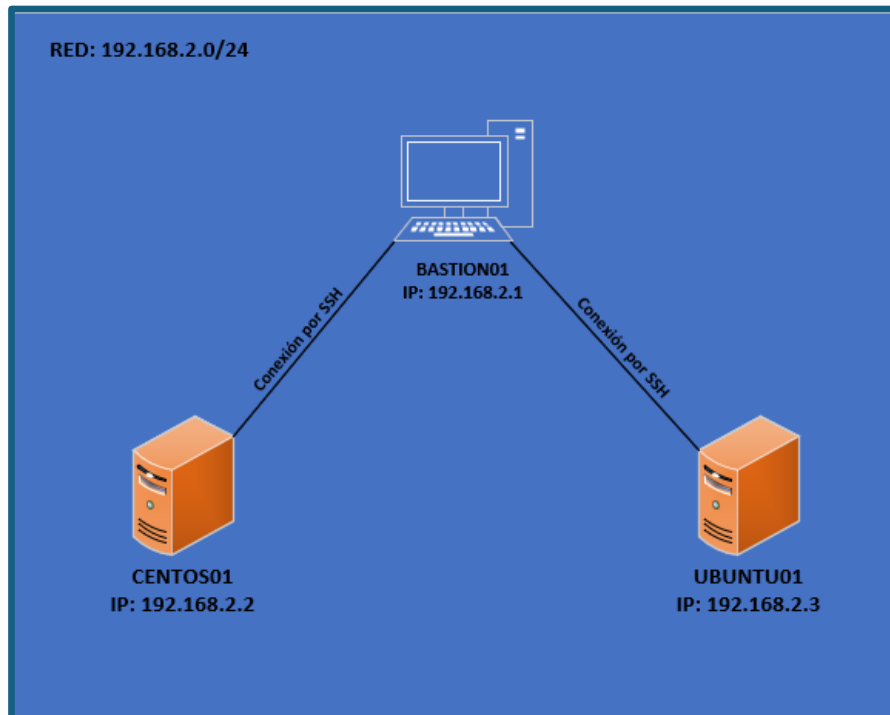 RED: 192.168.2.0/24
BASTION01
IP: 192.168.2.1
Conexión por SSH
Conexión por SSH
CENTOS01
IP: 192.168.2.2
UBUNTU01
IP: 192.168.2.3